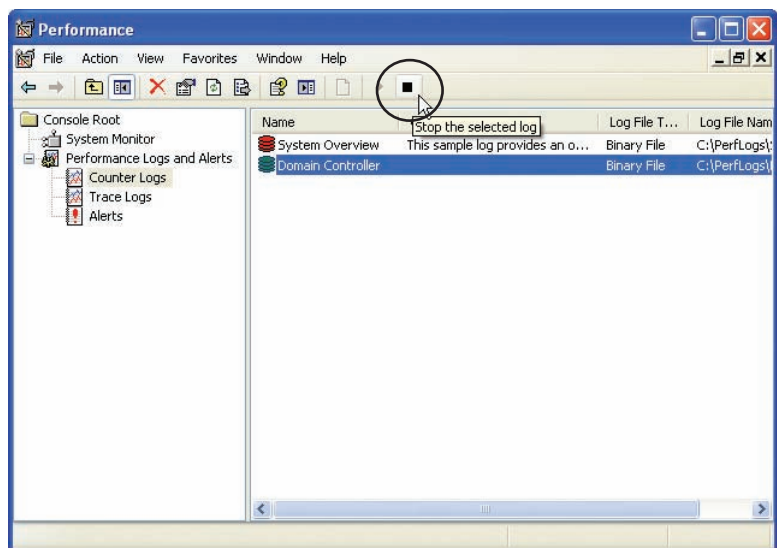 Performance
File Action View Favorites Window Help
Console Root
System Monitor
Performance Logs and Alerts
Counter Logs
Trace Logs
Alerts
Name Log File T... Log File Nam
Stop the selected log
System Overview This sample log provides an o... Binary File C:\PerfLogs\
Domain Controller Binary File C:\PerfLogs\